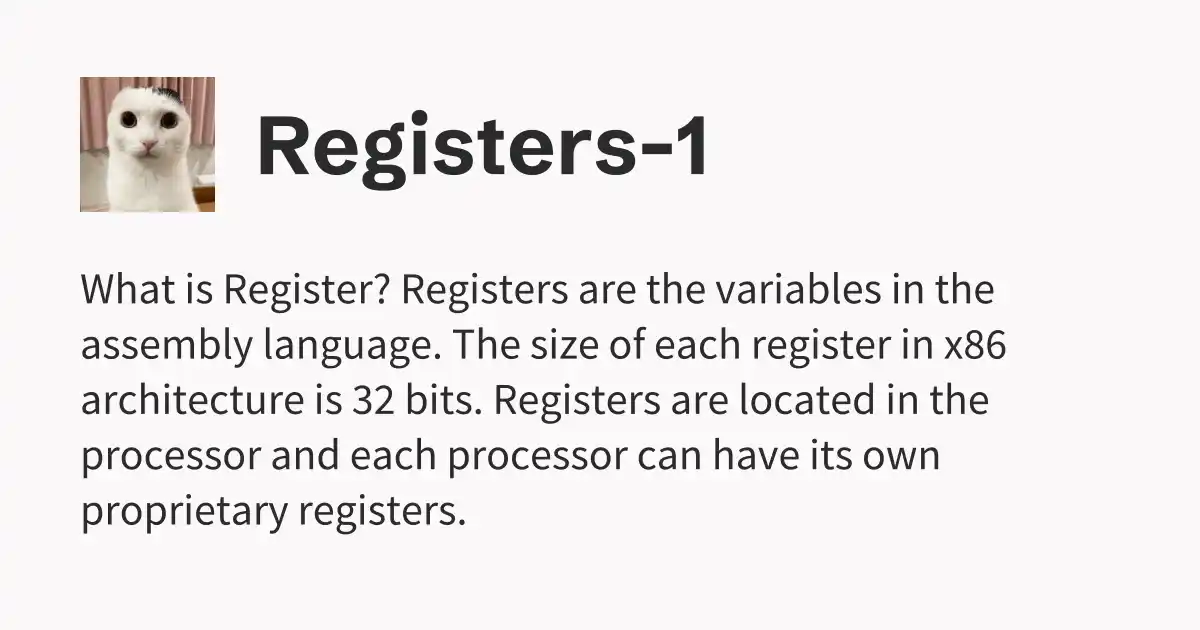 Registers-1
What is Register? Registers are the variables in the
assembly language. The size of each register in x86
architecture is 32 bits. Registers are located in the
processor and each processor can have its own
proprietary registers.